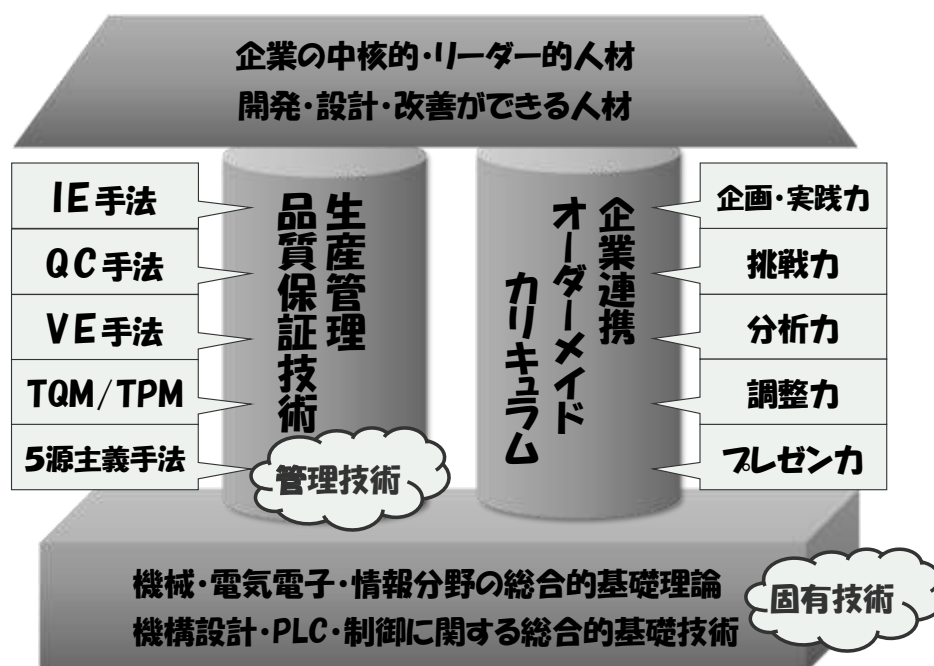 企業の中核的・リーダー的人材
開発・設計・改善ができる人材
IE手法
QC手法
VE手法
TQM/TPM
5源主義手法
生産管理
品質保証技術
管理技術
企業連携
オーダーメイド
カリキュラム
企画・実践力
挑戦力
分析力
調整力
プレゼン力
機械・電気電子・情報分野の総合的基礎理論
機構設計・PLC・制御に関する総合的基礎技術
固有技術